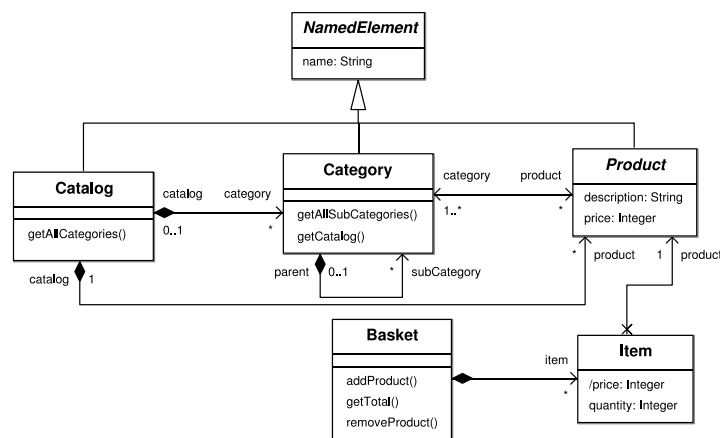 NamedElement
name: String
Catalog
getAllCategories()
catalog
category
0..1
*
Category
getAllSubCategories()
getCatalog()
category
product
1..*
*
Product
description: String
price: Integer
catalog
1
parent
0..1
*
subCategory
*
product
1
product
Basket
addProduct()
getTotal()
removeProduct()
item
*
Item
/price: Integer
quantity: Integer